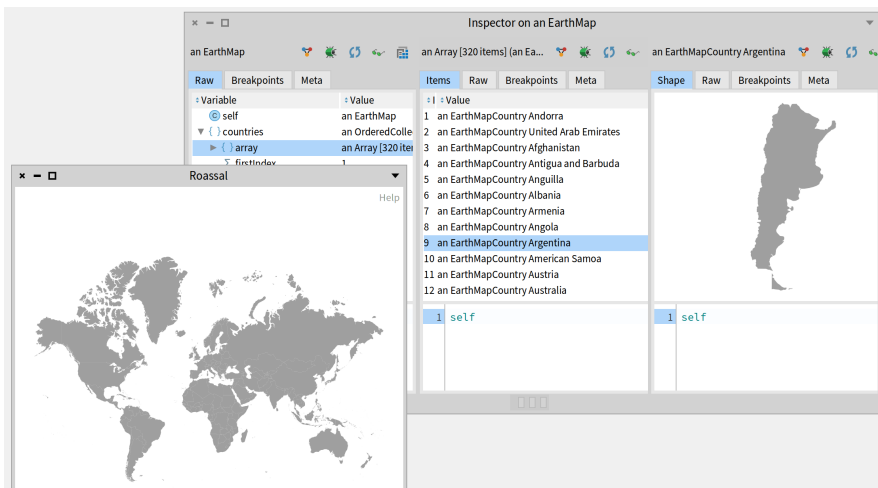 Inspector on an EarthMap
an EarthMap
an Array [320 items] (an Ea...
an EarthMapCountry Argentina
Raw Breakpoints Meta
Items Raw Breakpoints Meta
Shape Raw Breakpoints Meta
Variable Value
self an EarthMap
{ } countries an OrderedColle
{ } array an Array [320 iter
Σ firstIndex 1
I Value
1 an EarthMapCountry Andorra
2 an EarthMapCountry United Arab Emirates
3 an EarthMapCountry Afghanistan
4 an EarthMapCountry Antigua and Barbuda
5 an EarthMapCountry Anguilla
6 an EarthMapCountry Albania
7 an EarthMapCountry Armenia
8 an EarthMapCountry Angola
9 an EarthMapCountry Argentina
10 an EarthMapCountry American Samoa
11 an EarthMapCountry Austria
12 an EarthMapCountry Australia
1 self
1 self
Roassal
Help